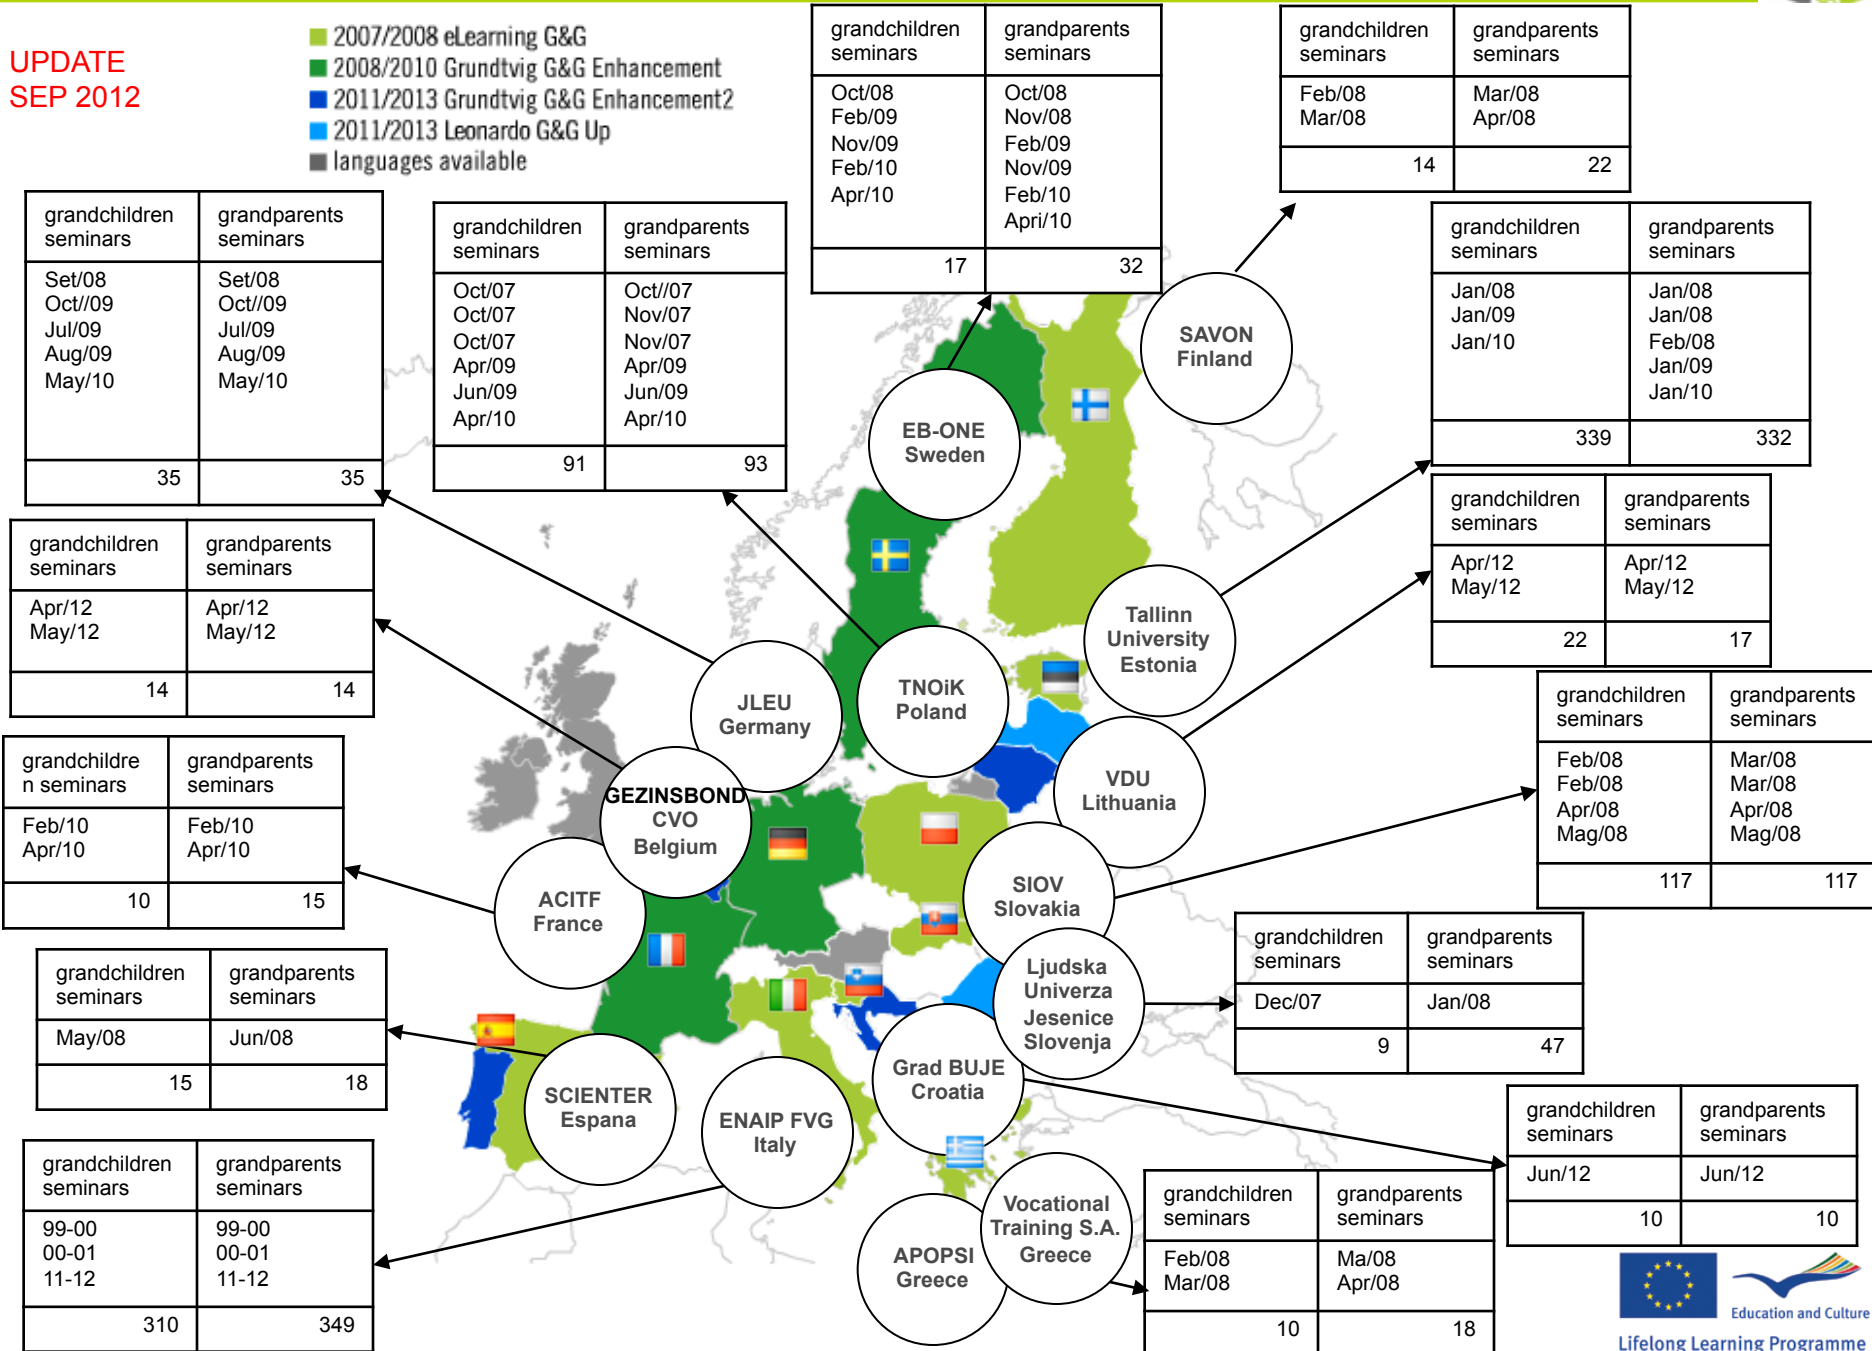 UPDATE
SEP 2012
2007/2008 eLearning G&G
2008/2010 Grundtvig G&G Enhancement
2011/2013 Grundtvig G&G Enhancement2
2011/2013 Leonardo G&G Up
languages available
grandchildren seminars
grandparents seminars
Oct/08
Feb/09
Nov/09
Feb/10
Apr/10
Oct/08
Nov/08
Feb/09
Nov/09
Feb/10
Apri/10
17
32
grandchildren seminars
grandparents seminars
Feb/08
Mar/08
Mar/08
Apr/08
14
22
grandchildren seminars
grandparents seminars
Set/08
Oct//09
Jul/09
Aug/09
May/10
Set/08
Oct//09
Jul/09
Aug/09
May/10
35
35
grandchildren seminars
grandparents seminars
Oct/07
Oct/07
Oct/07
Apr/09
Jun/09
Apr/10
Oct//07
Nov/07
Nov/07
Apr/09
Jun/09
Apr/10
91
93
grandchildren seminars
grandparents seminars
Jan/08
Jan/09
Jan/10
Jan/08
Jan/08
Feb/08
Jan/09
Jan/10
339
332
SAVON
Finland
EB-ONE
Sweden
grandchildren seminars
grandparents seminars
Apr/12
May/12
Apr/12
May/12
22
17
grandchildren seminars
grandparents seminars
Apr/12
May/12
Apr/12
May/12
14
14
Tallinn
University
Estonia
JLEU
Germany
TNOiK
Poland
VDU
Lithuania
GEZINSBOND
CVO
Belgium
grandchildren seminars
grandparents seminars
Feb/08
Feb/08
Apr/08
Mag/08
Mar/08
Mar/08
Apr/08
Mag/08
117
117
grandchildre
n seminars
grandparents seminars
Feb/10
Apr/10
Feb/10
Apr/10
10
15
ACITF
France
SIOV
Slovakia
Ljudska
Univerza
Jesenice
Slovenja
grandchildren seminars
grandparents seminars
Dec/07
Jan/08
9
47
grandchildren seminars
grandparents seminars
May/08
Jun/08
15
18
SCIENTER
Espana
ENAIP FVG
Italy
Grad BUJE
Croatia
grandchildren seminars
grandparents seminars
Jun/12
Jun/12
10
10
grandchildren seminars
grandparents seminars
99-00
00-01
11-12
99-00
00-01
11-12
310
349
APOPSI
Greece
Vocational
Training S.A.
Greece
grandchildren seminars
grandparents seminars
Feb/08
Mar/08
Ma/08
Apr/08
10
18
Education and Culture
Lifelong Learning Programme